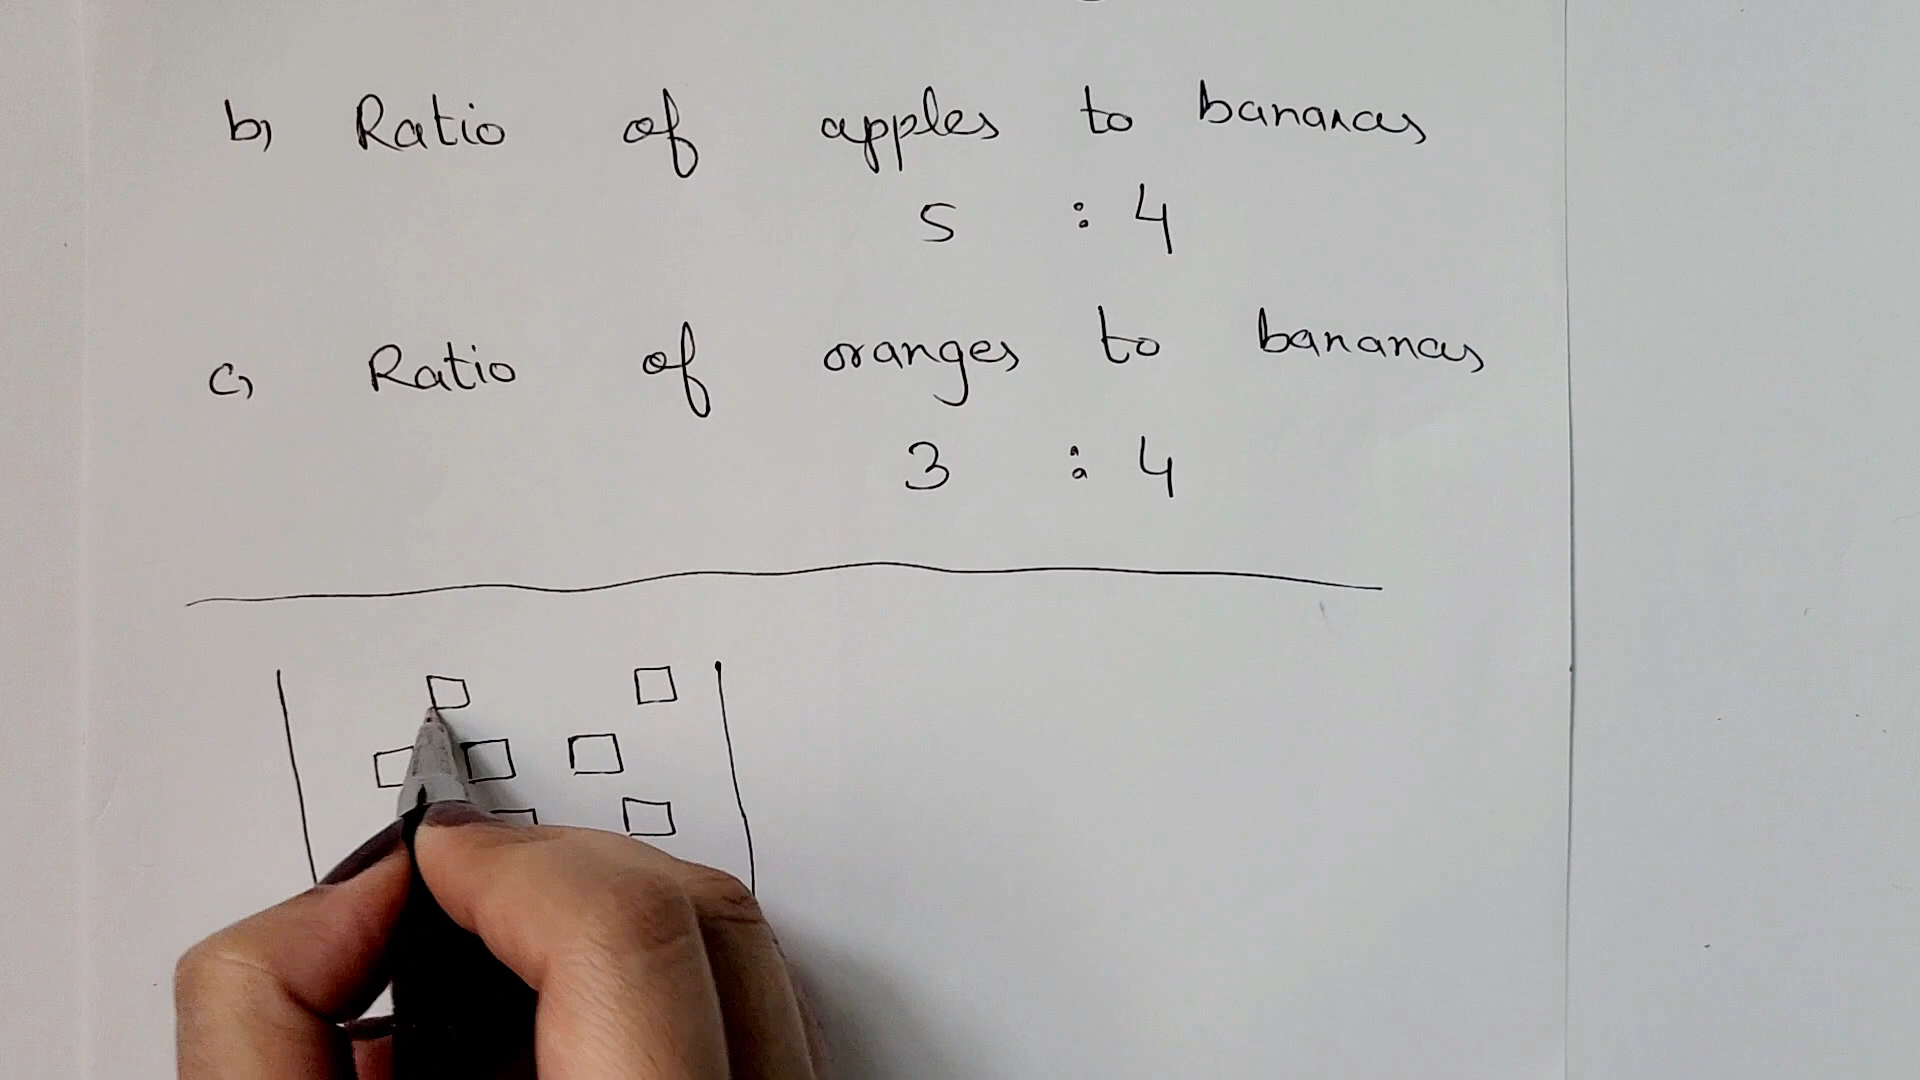 b) Ratio of apples to bananas
5 : 4
c) Ratio of oranges to bananas
3 : 4